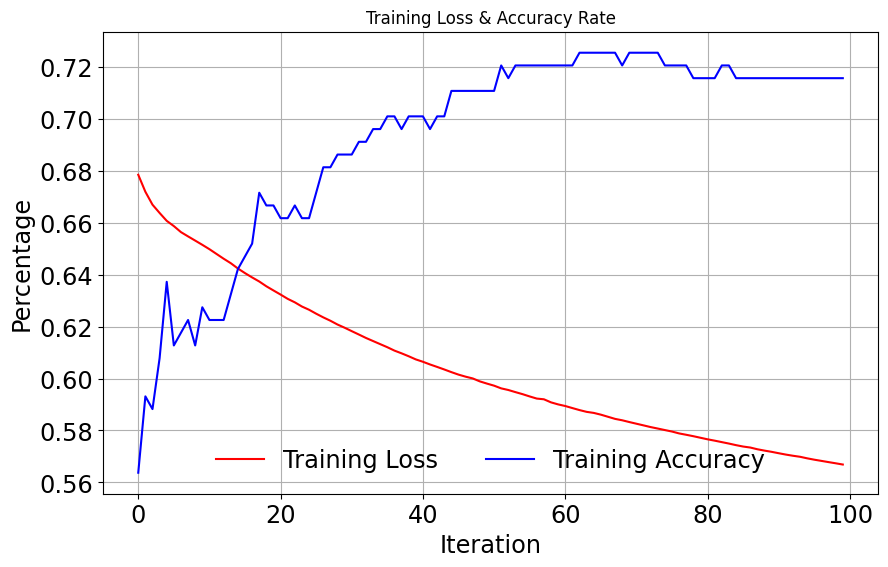 Training Loss & Accuracy Rate
Percentage
0.72
0.70
0.68
0.66
0.64
0.62
0.60
0.58
0.56
Training Loss Training Accuracy
0 20 40 60 80 100
Iteration